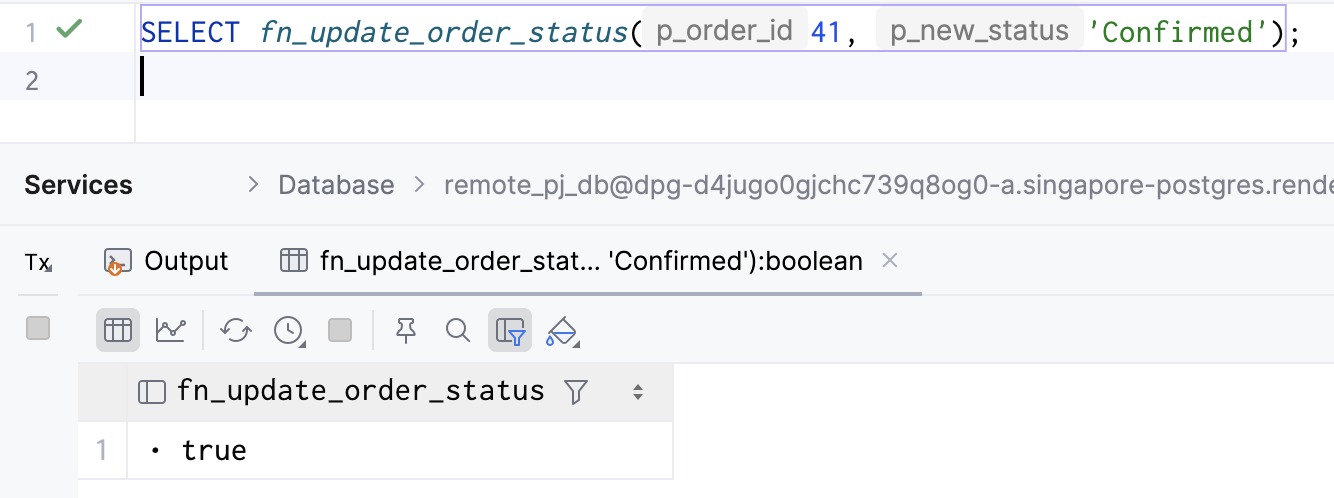 1 SELECT fn_update_order_status( p_order_id 41, p_new_status 'Confirmed');
2
Services > Database > remote_pj_db@dpg-d4jugo0gjchc739q8og0-a.singapore-postgres.rende
Tx Output fn_update_order_stat... 'Confirmed'):boolean ×
fn_update_order_status
1 · true